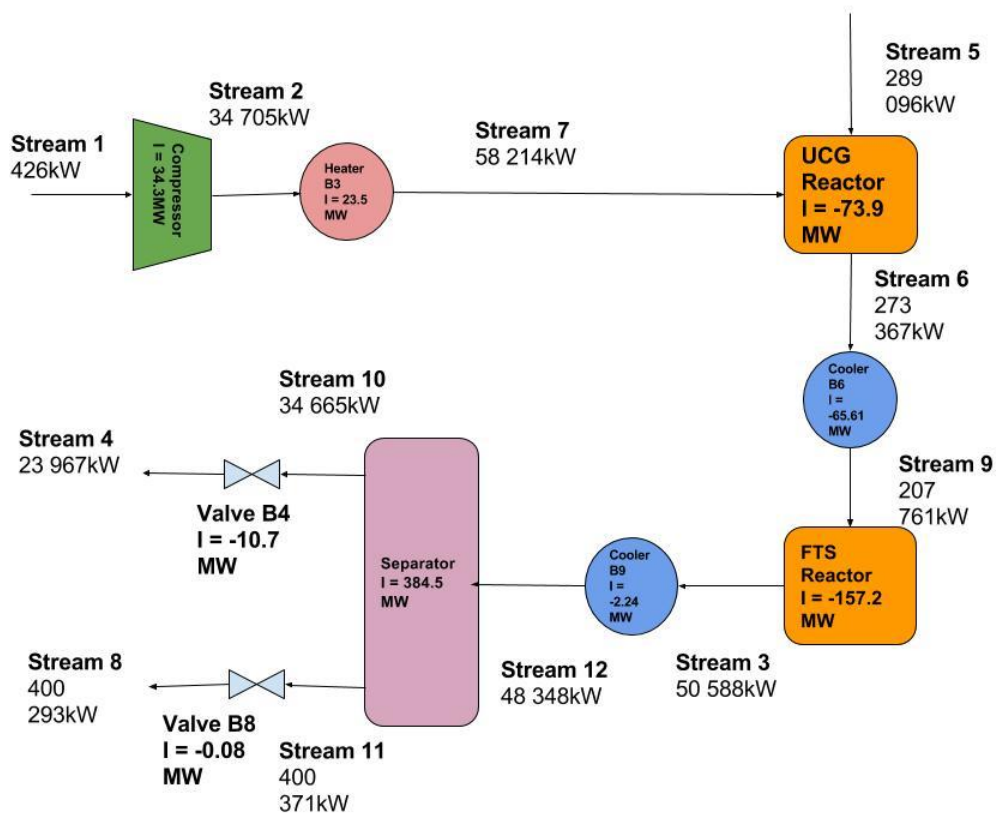 Stream 1
426kW
Compressor
I = 34.3MW
Stream 2
34 705kW
Heater
B3
I = 23.5
MW
Stream 7
58 214kW
Stream 5
289
096kW
UCG
Reactor
I = -73.9
MW
Stream 6
273
367kW
Cooler
B6
I =
-65.61
MW
Stream 9
207
761kW
FTS
Reactor
I = -157.2
MW
Stream 3
50 588kW
Cooler
B9
I =
-2.24
MW
Stream 12
48 348kW
Separator
I = 384.5
MW
Stream 10
34 665kW
Stream 4
23 967kW
Valve B4
I = -10.7
MW
Stream 8
400
293kW
Valve B8
I = -0.08
MW
Stream 11
400
371kW